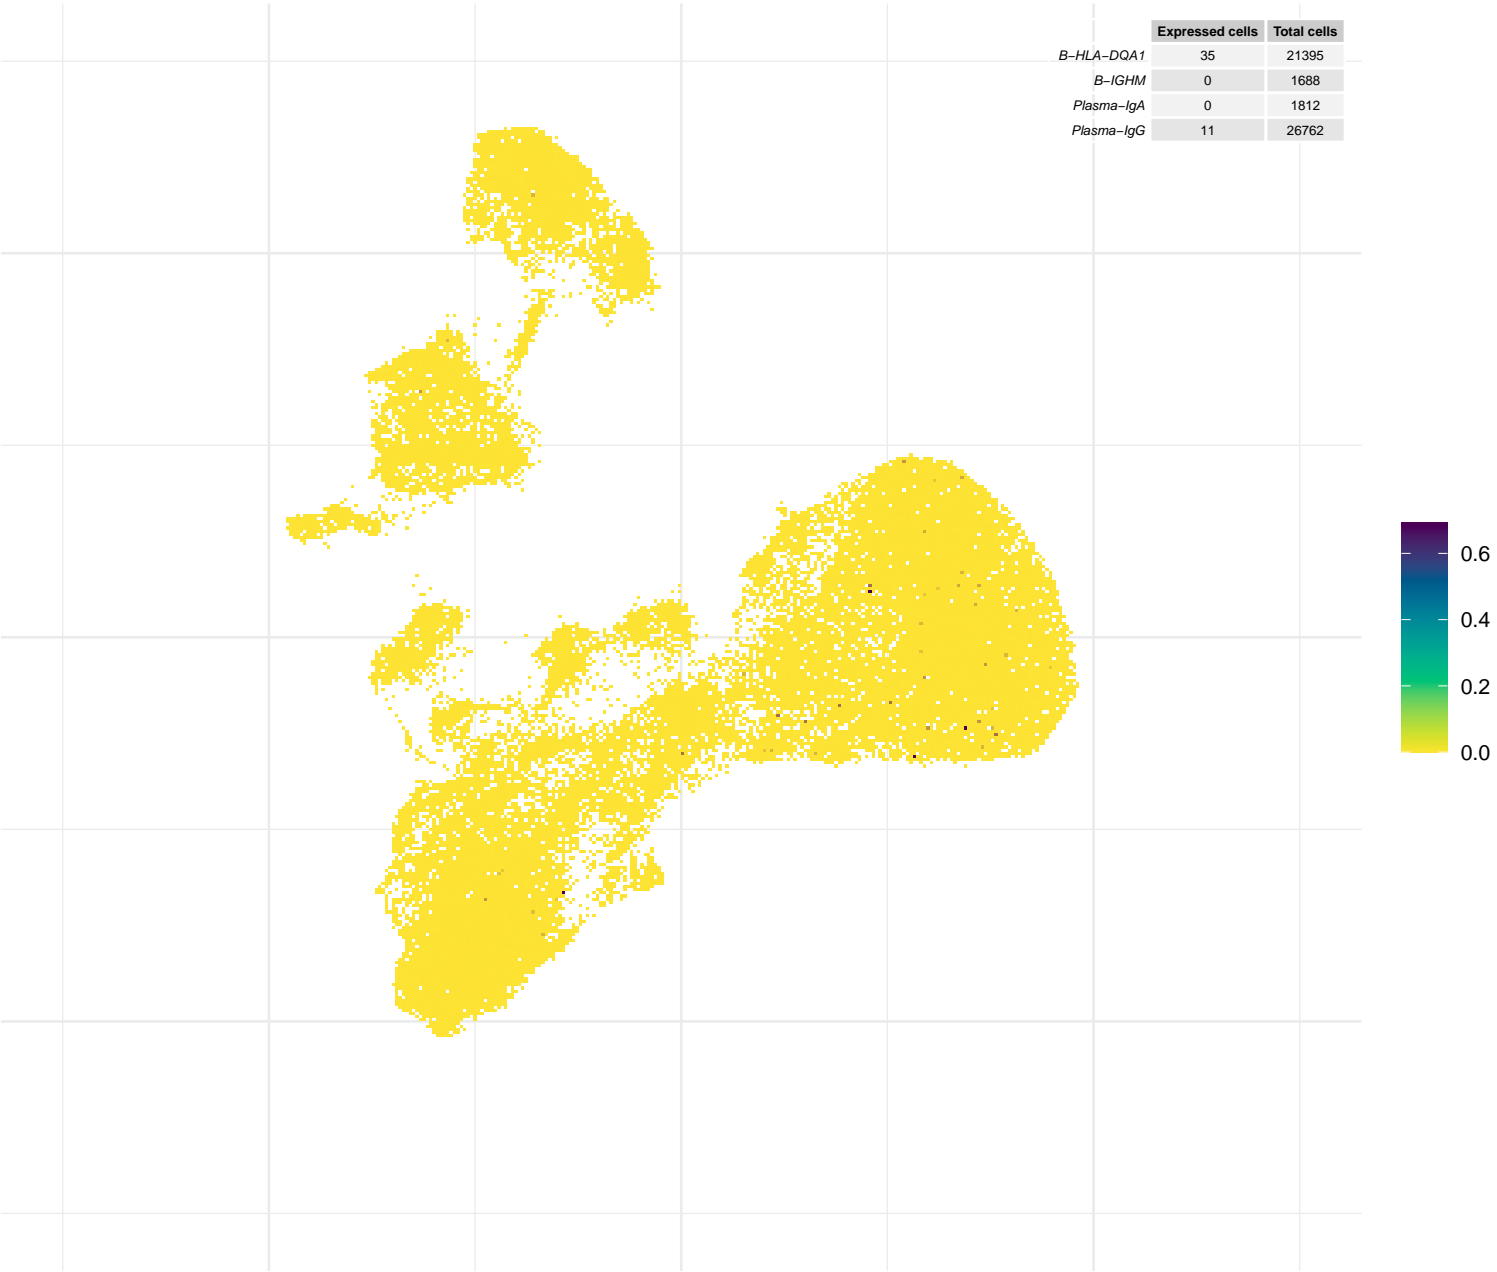 Expressed cells Total cells
B−HLA−DQA1 35 21395
B−IGHM 0 1688
Plasma−IgA 0 1812
Plasma−IgG 11 26762
0.6
0.4
0.2
0.0